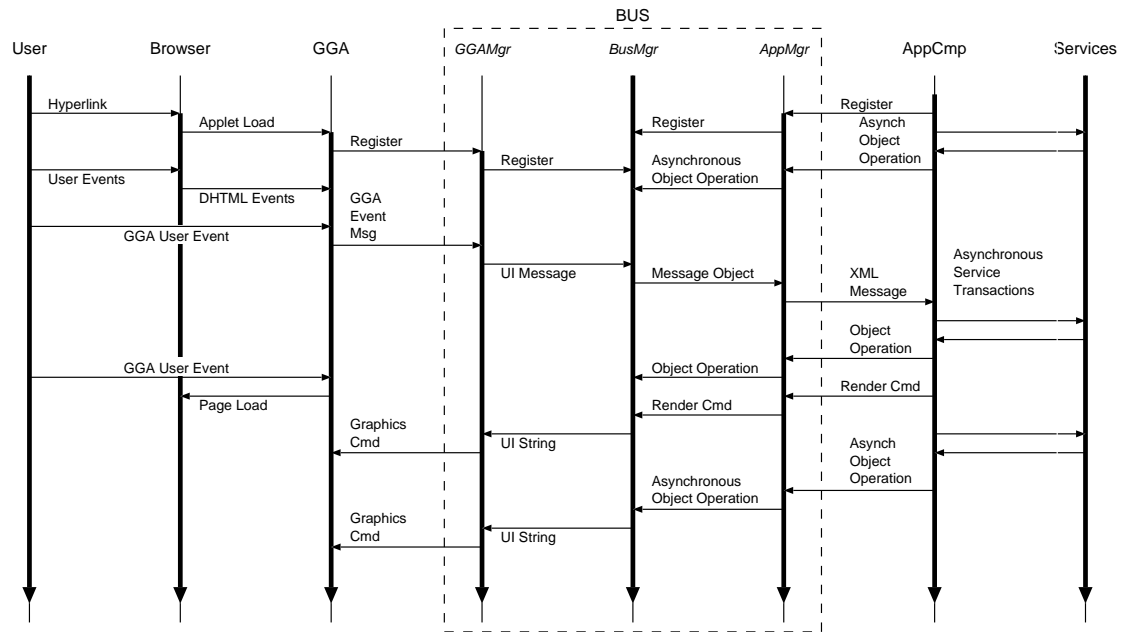 BUS
User
Browser
GGA
GGAMgr
BusMgr
AppMgr
AppCmp
Services
Hyperlink
Register
Applet Load
Register
Asynch
Object
Operation
Register
Register
Asynchronous
Object Operation
User Events
DHTML Events
GGA
Event
Msg
GGA User Event
UI Message
Message Object
XML
Message
Asynchronous
Service
Transactions
Object
Operation
GGA User Event
Object Operation
Render Cmd
Page Load
Render Cmd
Graphics
Cmd
UI String
Asynch
Object
Operation
Asynchronous
Object Operation
Graphics
Cmd
UI String